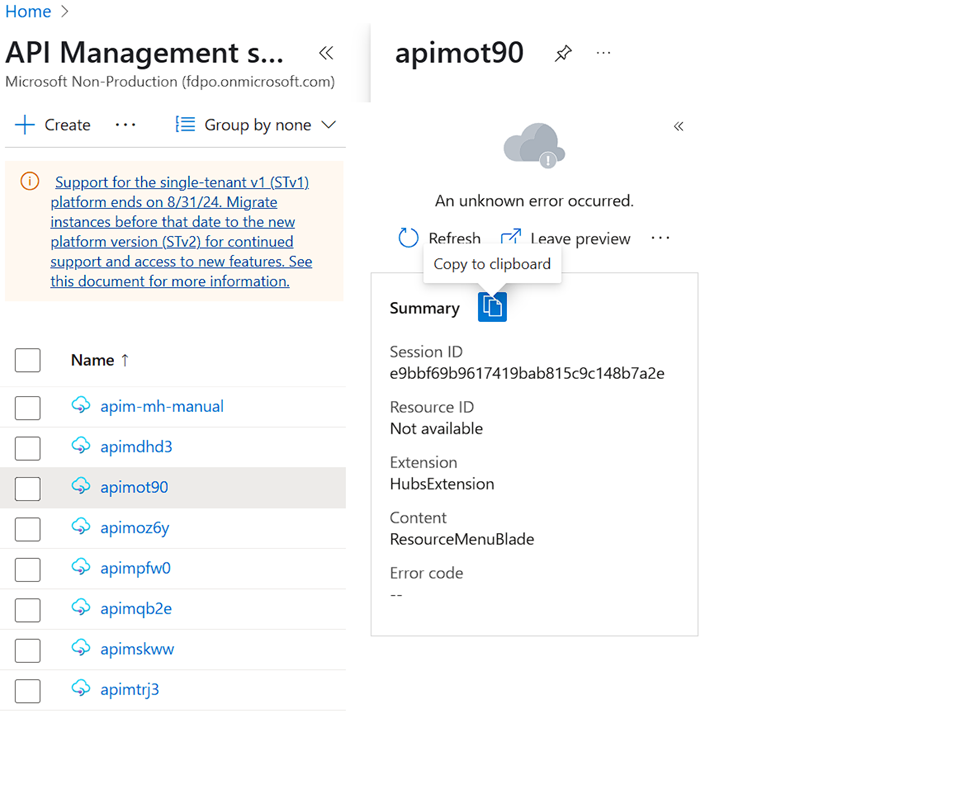 Home
API Management s...
Microsoft Non-Production (fdpo.onmicrosoft.com)
Create
Group by none
Support for the single-tenant v1 (STv1)
platform ends on 8/31/24. Migrate
instances before that date to the new
platform version (STv2) for continued
support and access to new features. See
this document for more information.
Name ↑
apim-mh-manual
apimdhd3
apimot90
apimoz6y
apimpfw0
apimqb2e
apimskww
apimtrj3
apimot90
An unknown error occurred.
Refresh
Leave preview
Copy to clipboard
Summary
Session ID
e9bbf69b9617419bab815c9c148b7a2e
Resource ID
Not available
Extension
HubsExtension
Content
ResourceMenuBlade
Error code
--